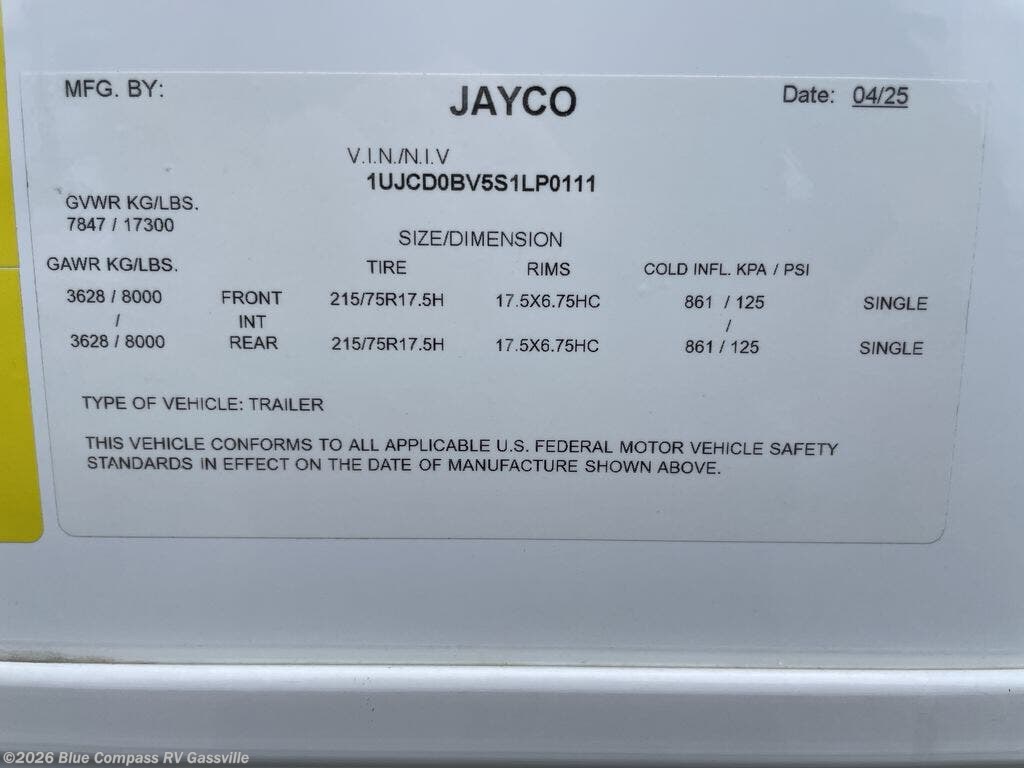 MFG. BY: JAYCO Date: 04/25
V.I.N./N.I.V
1UJCD0BV5S1LP0111
GVWR KG/LBS.
7847 / 17300
SIZE/DIMENSION
GAWR KG/LBS. TIRE RIMS COLD INFL. KPA / PSI
3628 / 8000 FRONT 215/75R17.5H 17.5X6.75HC 861 / 125 SINGLE
/ INT /
3628 / 8000 REAR 215/75R17.5H 17.5X6.75HC 861 / 125 SINGLE
TYPE OF VEHICLE: TRAILER
THIS VEHICLE CONFORMS TO ALL APPLICABLE U.S. FEDERAL MOTOR VEHICLE SAFETY
STANDARDS IN EFFECT ON THE DATE OF MANUFACTURE SHOWN ABOVE.
©2026 Blue Compass RV Gassville